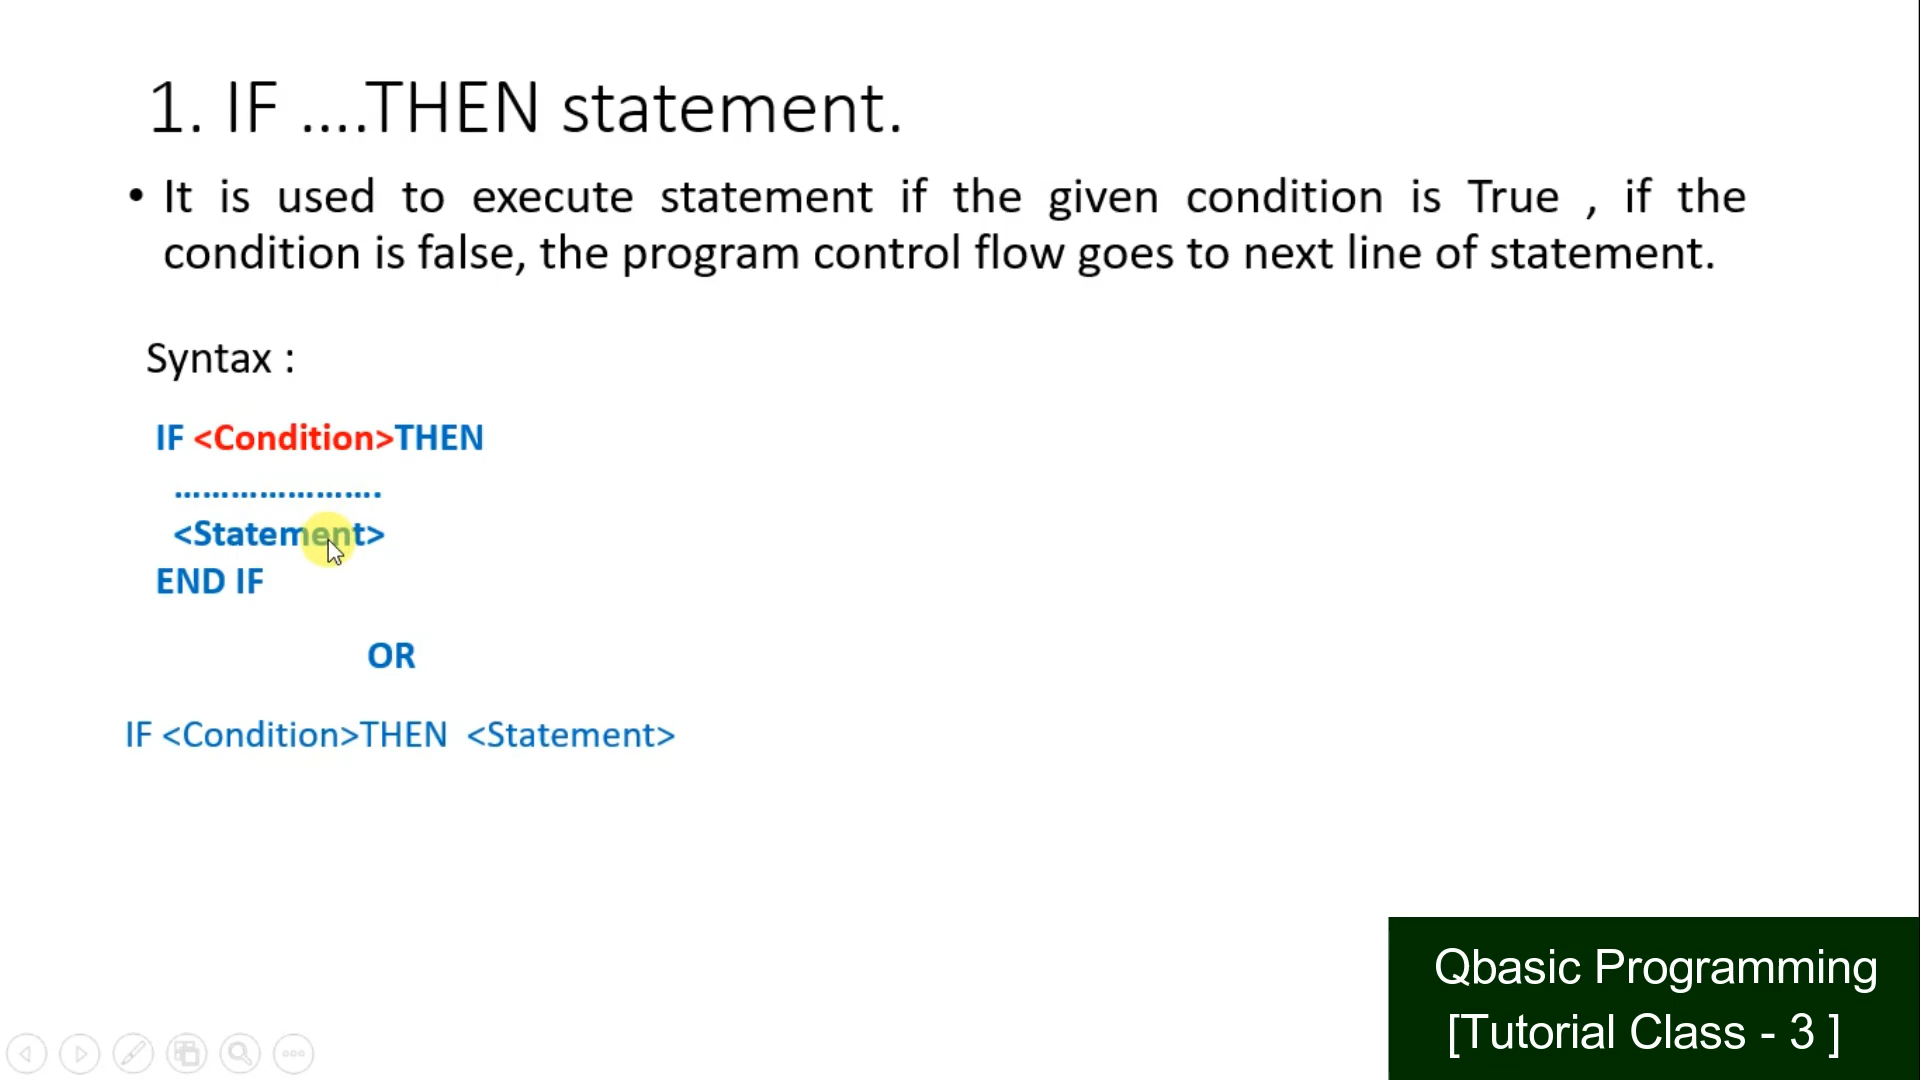 1. IF ....THEN statement.
• It is used to execute statement if the given condition is True , if the
condition is false, the program control flow goes to next line of statement.
Syntax :
IF <Condition>THEN
…………………….
<Statement>
END IF
OR
IF <Condition>THEN  <Statement>
Qbasic Programming
[Tutorial Class - 3 ]